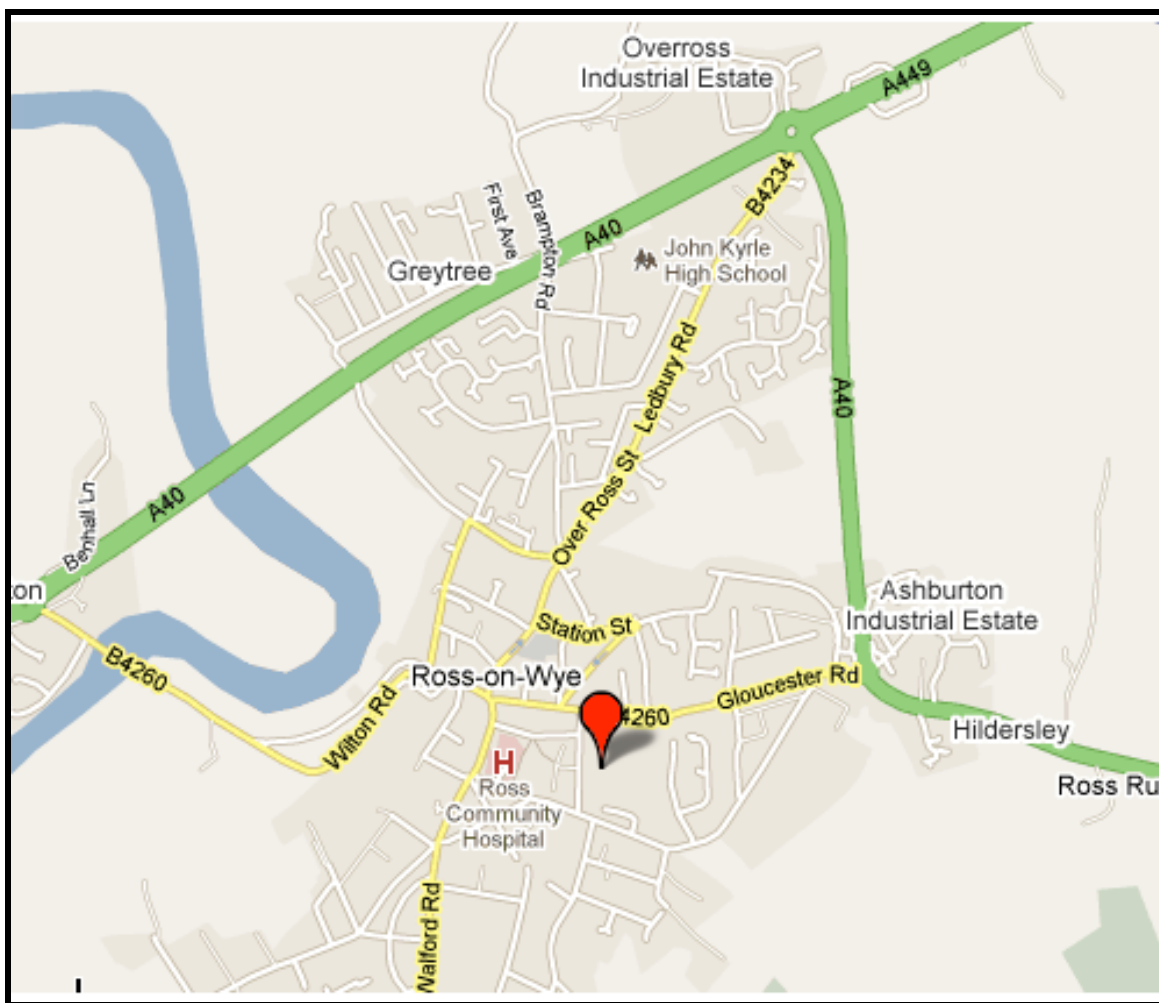 Overross
Industrial Estate
A449
B4234
First Ave
Brampton Rd
A40
John Kyrle
High School
Greytree
Ledbury Rd
A40
Over Ross St
A40
Benhall Ln
ton
Ashburton
Industrial Estate
Station St
B4260
Ross-on-Wye
Gloucester Rd
4260
Wilton Rd
Hildersley
H
Ross
Community
Hospital
Ross Ru
Walford Rd